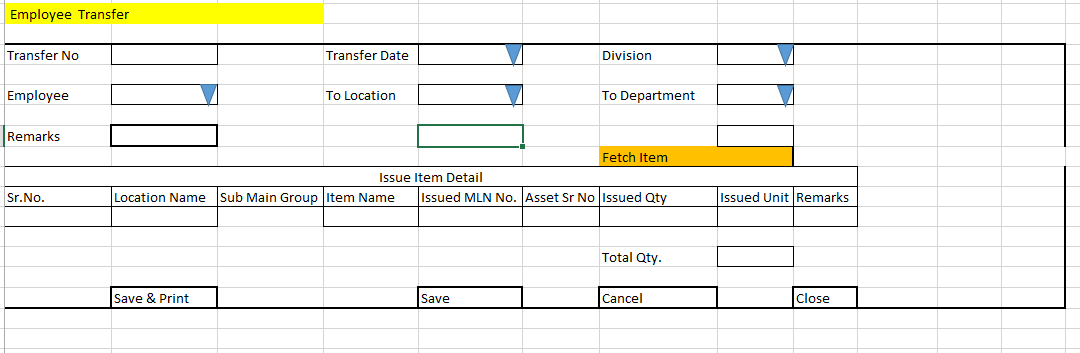 Employee Transfer
Transfer No Transfer Date Division
Employee To Location To Department
Remarks
Fetch Item
Issue Item Detail
Sr.No. Location Name Sub Main Group Item Name Issued MLN No. Asset Sr No Issued Qty Issued Unit Remarks
Total Qty.
Save & Print Save Cancel Close